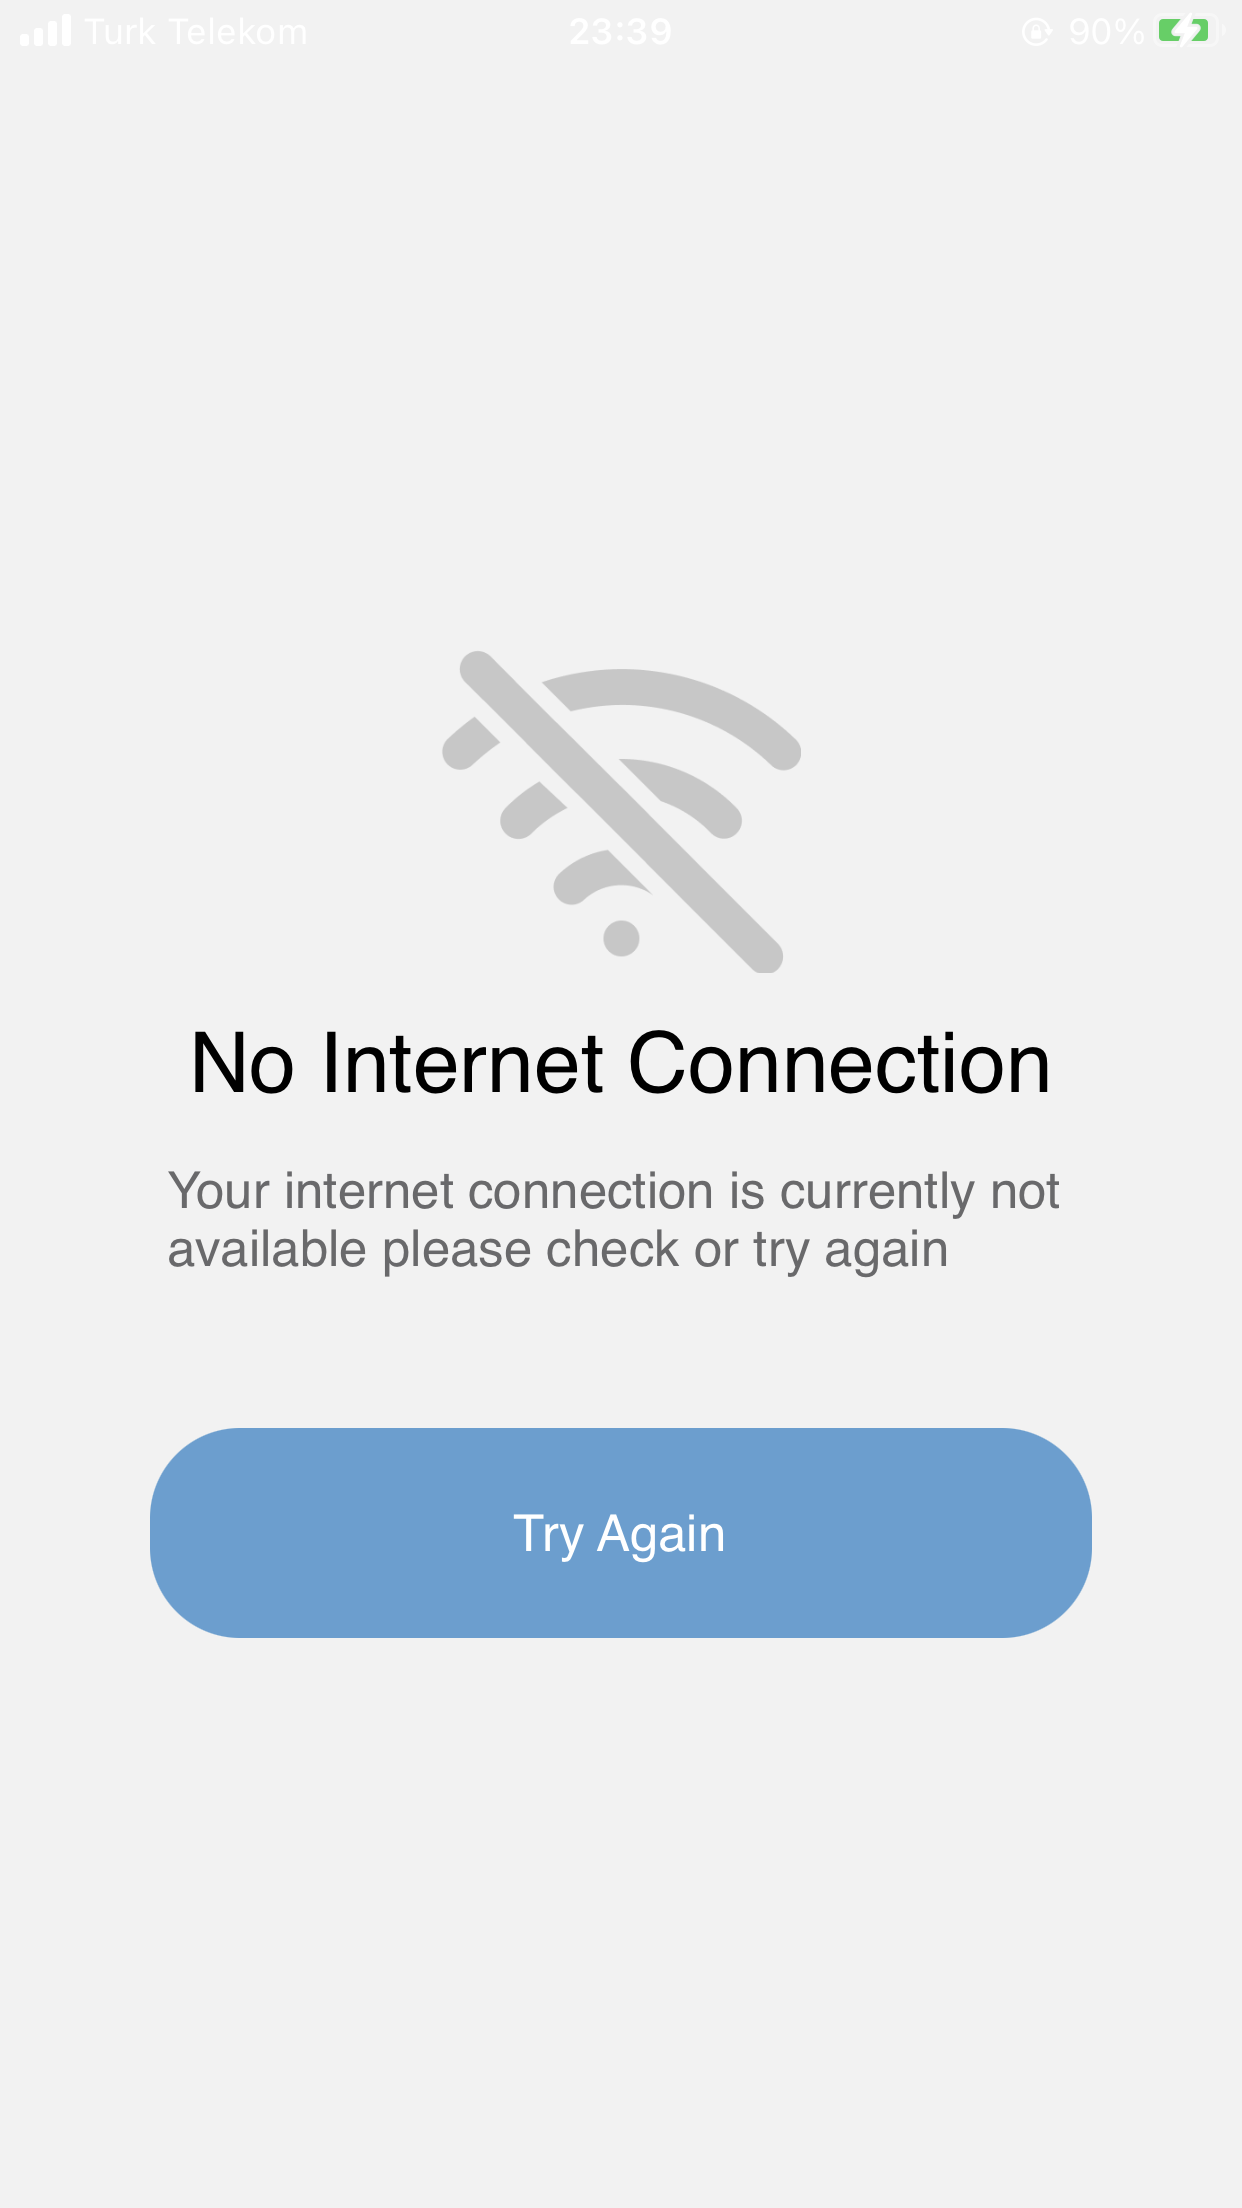 Turk Telekom 23:39 90%
No Internet Connection
Your internet connection is currently not
available please check or try again
Try Again